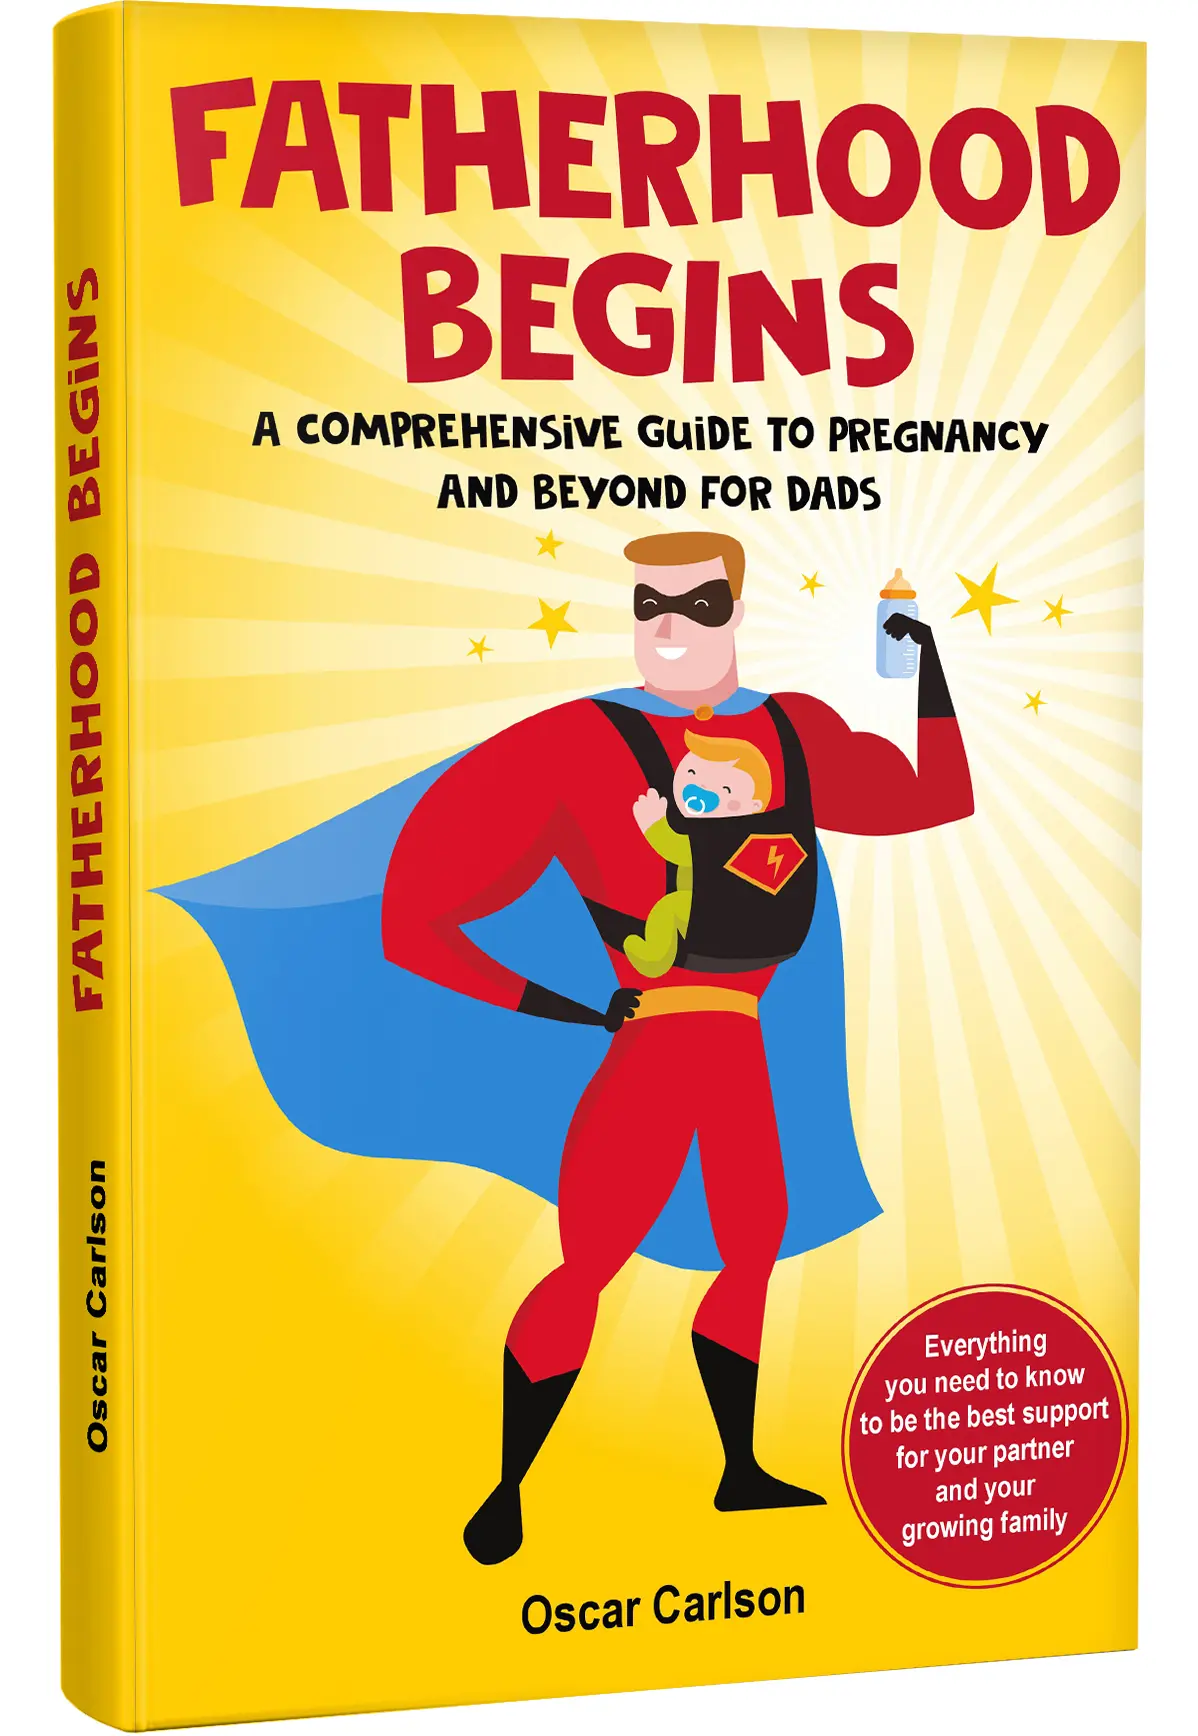 FATHERHOOD
BEGINS
A COMPREHENSIVE GUIDE TO PREGNANCY
AND BEYOND FOR DADS
Everything
you need to know
to be the best support
for your partner
and your
growing family
Oscar Carlson
FATHERHOOD BEGINS
Oscar Carlson